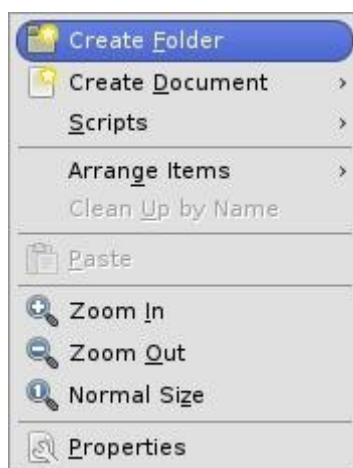 Create Folder
Create Document
Scripts
Arrange Items
Clean Up by Name
Paste
Zoom In
Zoom Out
Normal Size
Properties